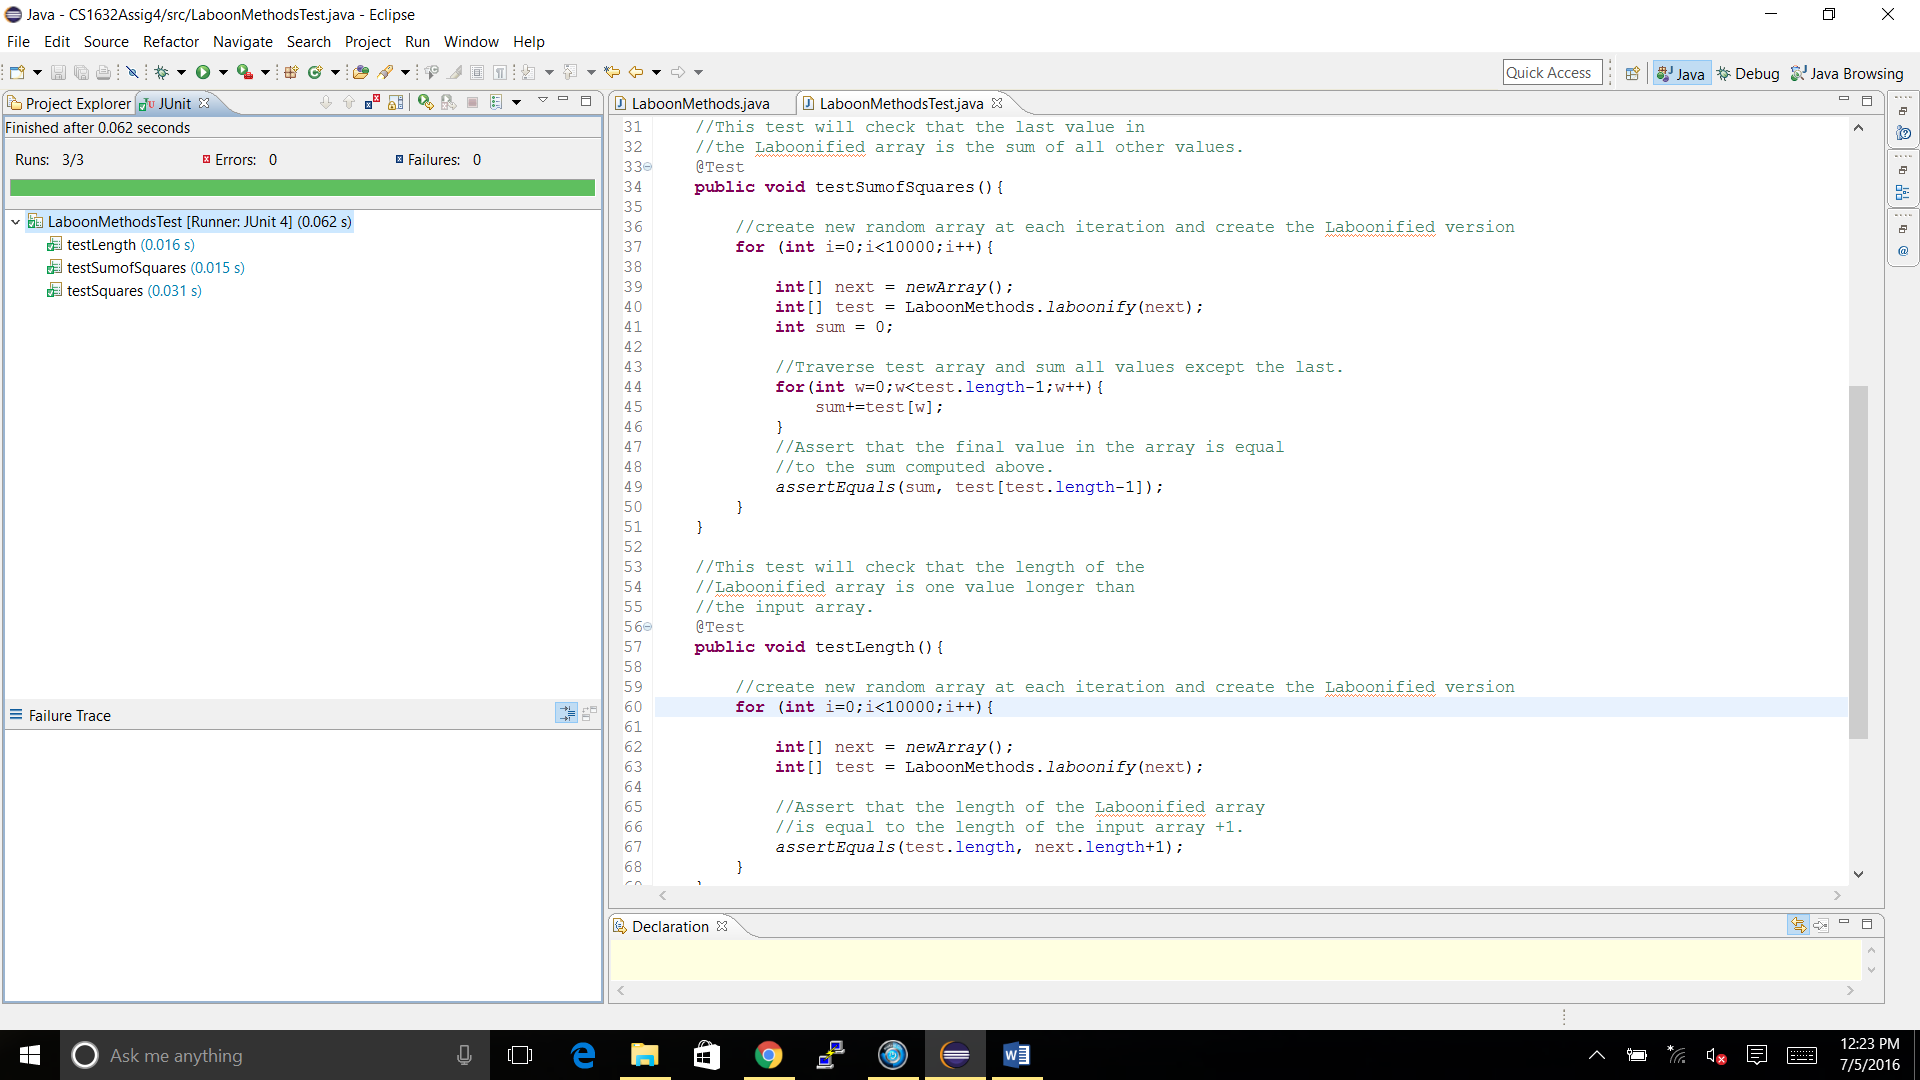 Java - CS1632Assig4/src/LaboonMethodsTest.java - Eclipse
File Edit Source Refactor Navigate Search Project Run Window Help
Quick Access Java Debug Java Browsing
Project Explorer JUnit
Finished after 0.062 seconds
Runs: 3/3 Errors: 0 Failures: 0
LaboonMethodsTest [Runner: JUnit 4] (0.062 s)
testLength (0.016 s)
testSumofSquares (0.015 s)
testSquares (0.031 s)
Failure Trace
LaboonMethods.java LaboonMethodsTest.java
31 //This test will check that the last value in
32 //the Laboonified array is the sum of all other values.
33 @Test
34 public void testSumofSquares(){
35
36 //create new random array at each iteration and create the Laboonified version
37 for (int i=0;i<10000;i++){
38
39 int[] next = newArray();
40 int[] test = LaboonMethods.laboonify(next);
41 int sum = 0;
42
43 //Traverse test array and sum all values except the last.
44 for(int w=0;w<test.length-1;w++){
45 sum+=test[w];
46 }
47 //Assert that the final value in the array is equal
48 //to the sum computed above.
49 assertEquals(sum, test[test.length-1]);
50 }
51 }
52
53 //This test will check that the length of the
54 //Laboonified array is one value longer than
55 //the input array.
56 @Test
57 public void testLength(){
58
59 //create new random array at each iteration and create the Laboonified version
60 for (int i=0;i<10000;i++){
61
62 int[] next = newArray();
63 int[] test = LaboonMethods.laboonify(next);
64
65 //Assert that the length of the Laboonified array
66 //is equal to the length of the input array +1.
67 assertEquals(test.length, next.length+1);
68 }
Declaration
Ask me anything
12:23 PM
7/5/2016